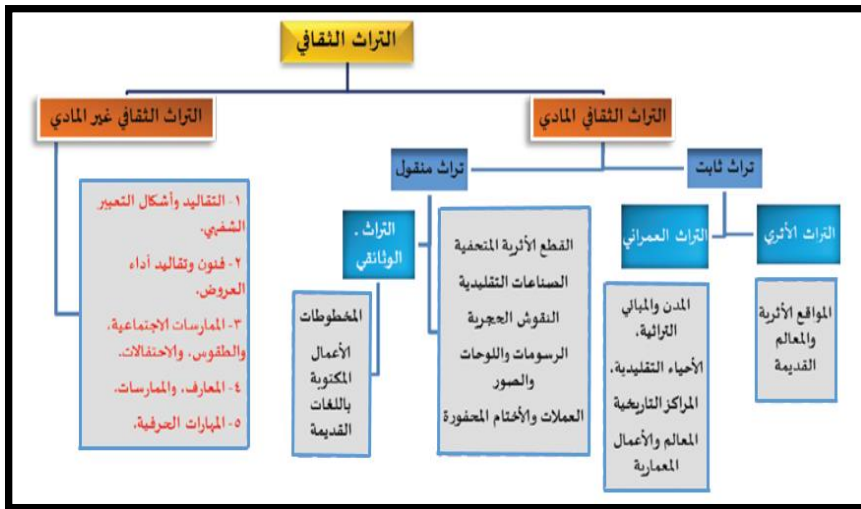 التراث الثقافي
التراث الثقافي المادي
التراث الثقافي غير المادي
تراث ثابت
تراث منقول
التراث الأثري
التراث العمراني
التراث .
الوثائقي
المواقع الأثرية
والمعالم
القديمة
المدن والمباني
التراثية،
الأحياء التقليدية،
المراكز التاريخية
المعالم والأعمال
المعمارية
القطع الأثرية المتحفية
الصناعات التقليدية
النقوش الحجرية
الرسومات واللوحات
والصور
العملات والأختام المحفورة
المخطوطات
الأعمال
المكتوبة
باللغات
القديمة
١- التقاليد وأشكال التعبير
الشفهي.
٢- فنون وتقاليد أداء
العروض.
٣- الممارسات الاجتماعية،
والطقوس، والاحتفالات.
٤- المعارف، والممارسات.
٥- المهارات الحرفية.